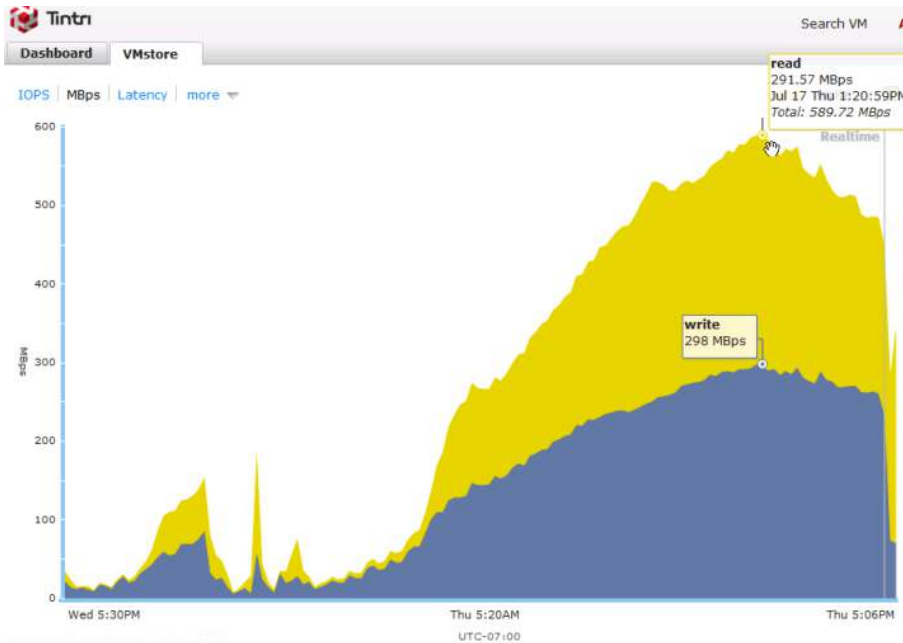 Tintri
Search VM
Dashboard VMstore
IOPS MBps Latency more
read
291.57 MBps
Jul 17 Thu 1:20:59PM
Total: 589.72 MBps
Realtime
write
298 MBps
600
500
400
300
200
100
0
MBps
Wed 5:30PM Thu 5:20AM Thu 5:06PM
UTC-07:00